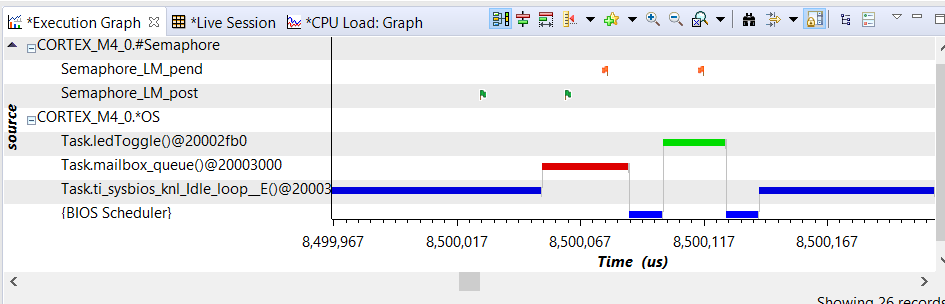 *Execution Graph *Live Session *CPU Load: Graph
CORTEX_M4_0.#Semaphore
Semaphore_LM_pend
Semaphore_LM_post
CORTEX_M4_0.*OS
Task.ledToggle()@20002fb0
Task.mailbox_queue()@20003000
Task.ti_sysbios_knl_Idle_loop__E()@20003
{BIOS Scheduler}
source
8,499,967 8,500,017 8,500,067 8,500,117 8,500,167
Time (us)
Showing 26 records